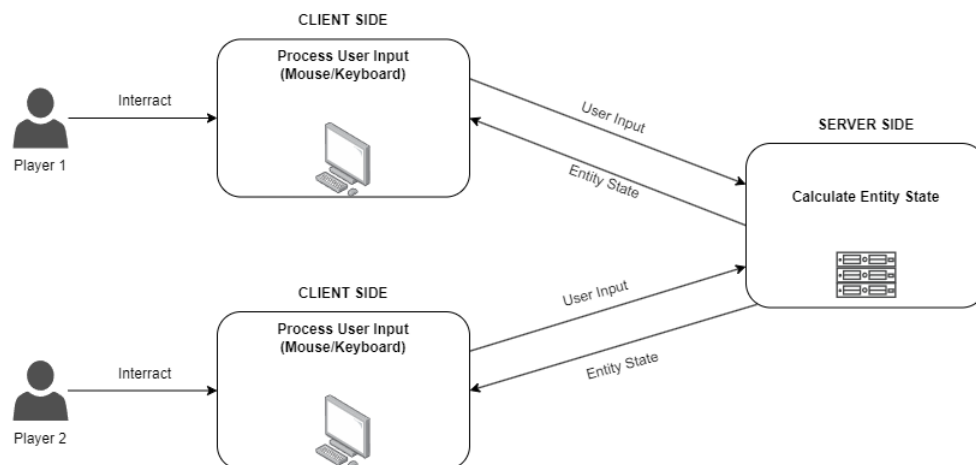 CLIENT SIDE
Process User Input
(Mouse/Keyboard)
Interract
Player 1
User Input
Entity State
SERVER SIDE
Calculate Entity State
CLIENT SIDE
Process User Input
(Mouse/Keyboard)
Interract
Player 2
User Input
Entity State